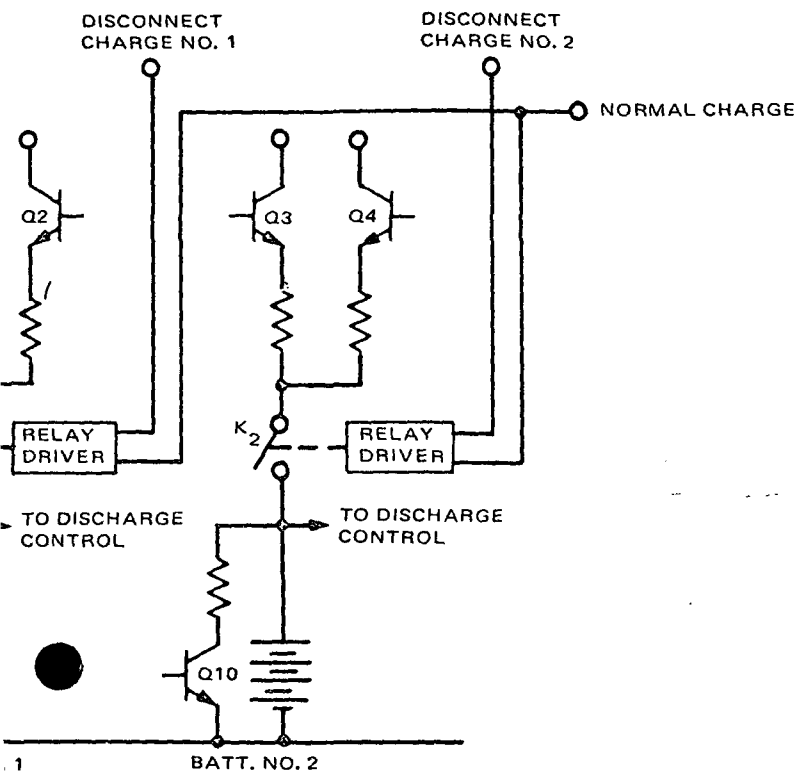 DISCONNECT
CHARGE NO. 1
DISCONNECT
CHARGE NO. 2
NORMAL CHARGE
Q2
Q3
Q4
K2
RELAY
DRIVER
RELAY
DRIVER
TO DISCHARGE
CONTROL
TO DISCHARGE
CONTROL
Q10
. 1
BATT. NO. 2